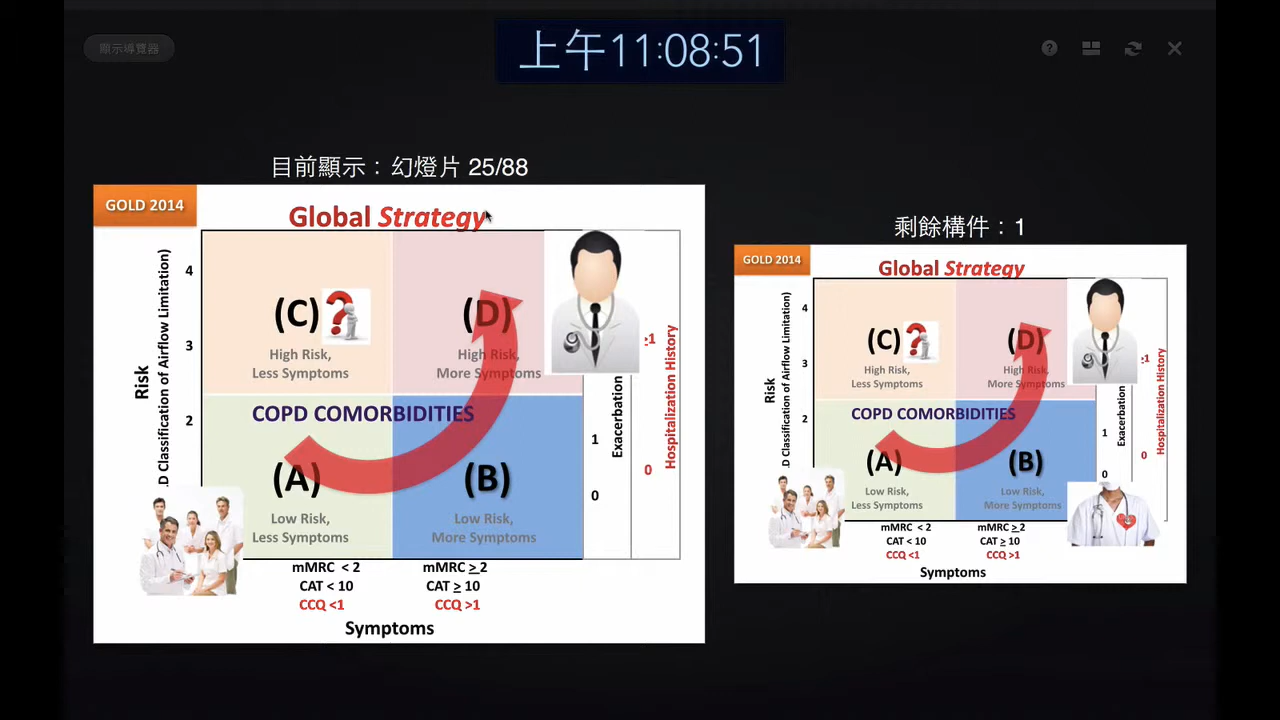 上午11:08:51
顯示導覽器
目前顯示：幻燈片 25/88
GOLD 2014
Global Strategy
Risk
D Classification of Airflow Limitation)
4
3
2
(C)
High Risk,
Less Symptoms
(D)
High Risk,
More Symptoms
COPD COMORBIDITIES
(A)
Low Risk,
Less Symptoms
(B)
Low Risk,
More Symptoms
1
0
Exacerbation
≥1
0
Hospitalization History
mMRC < 2
CAT < 10
CCQ <1
mMRC ≥ 2
CAT ≥ 10
CCQ >1
Symptoms
剩餘構件：1
GOLD 2014
Global Strategy
Risk
D Classification of Airflow Limitation)
4
3
2
(C)
High Risk,
Less Symptoms
(D)
High Risk,
More Symptoms
COPD COMORBIDITIES
(A)
Low Risk,
Less Symptoms
(B)
Low Risk,
More Symptoms
1
0
Exacerbation
≥1
0
Hospitalization History
mMRC < 2
CAT < 10
CCQ <1
mMRC ≥ 2
CAT ≥ 10
CCQ >1
Symptoms